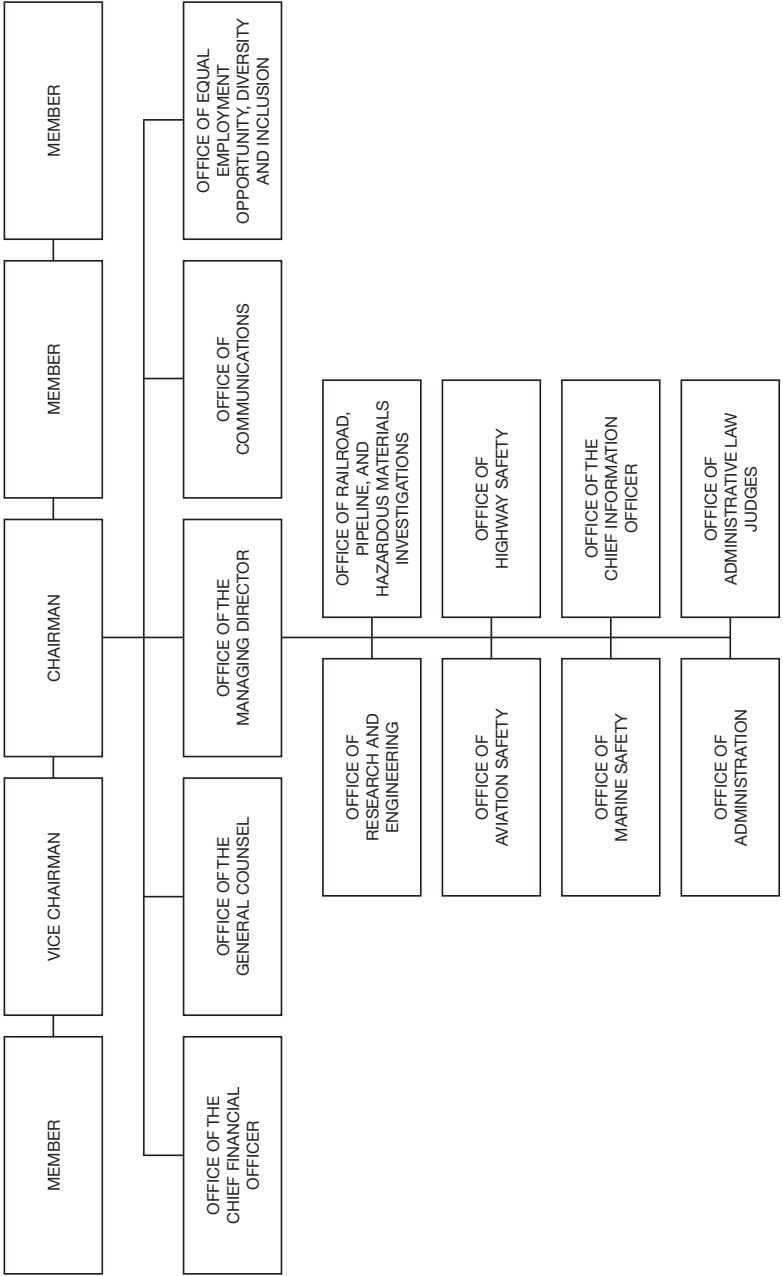 MEMBER
VICE CHAIRMAN
CHAIRMAN
MEMBER
MEMBER
OFFICE OF THE
CHIEF FINANCIAL
OFFICER
OFFICE OF THE
GENERAL COUNSEL
OFFICE OF THE
MANAGING DIRECTOR
OFFICE OF
COMMUNICATIONS
OFFICE OF EQUAL
EMPLOYMENT
OPPORTUNITY, DIVERSITY
AND INCLUSION
OFFICE OF
RESEARCH AND
ENGINEERING
OFFICE OF RAILROAD,
PIPELINE, AND
HAZARDOUS MATERIALS
INVESTIGATIONS
OFFICE OF
AVIATION SAFETY
OFFICE OF
HIGHWAY SAFETY
OFFICE OF
MARINE SAFETY
OFFICE OF THE
CHIEF INFORMATION
OFFICER
OFFICE OF
ADMINISTRATION
OFFICE OF
ADMINISTRATIVE LAW
JUDGES